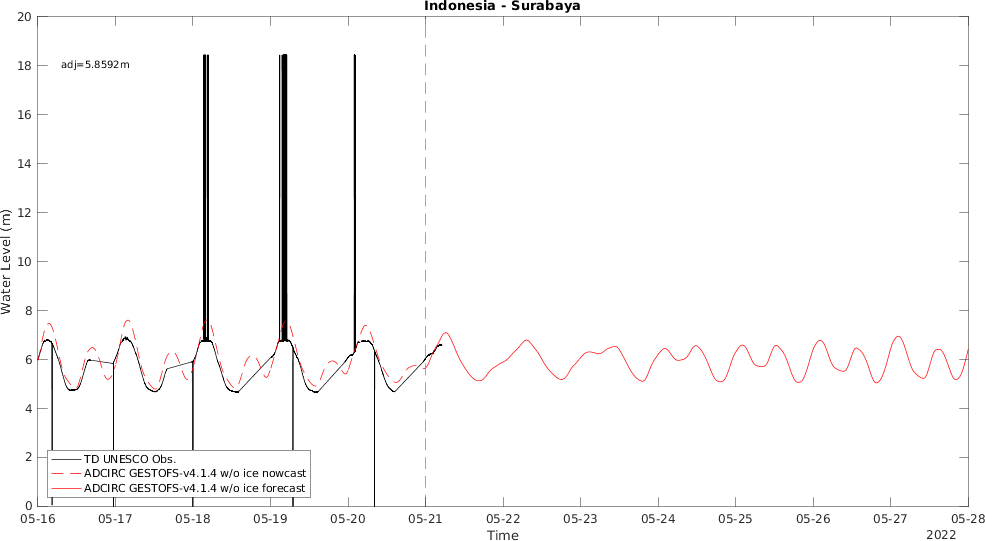 Indonesia - Surabaya
20
18
16
14
12
10
8
6
4
2
0
Water Level (m)
adj=5.8592m
TD UNESCO Obs.
ADCIRC GESTOFS-v4.1.4 w/o ice nowcast
ADCIRC GESTOFS-v4.1.4 w/o ice forecast
05-16 05-17 05-18 05-19 05-20 05-21 05-22 05-23 05-24 05-25 05-26 05-27 05-28
Time
2022